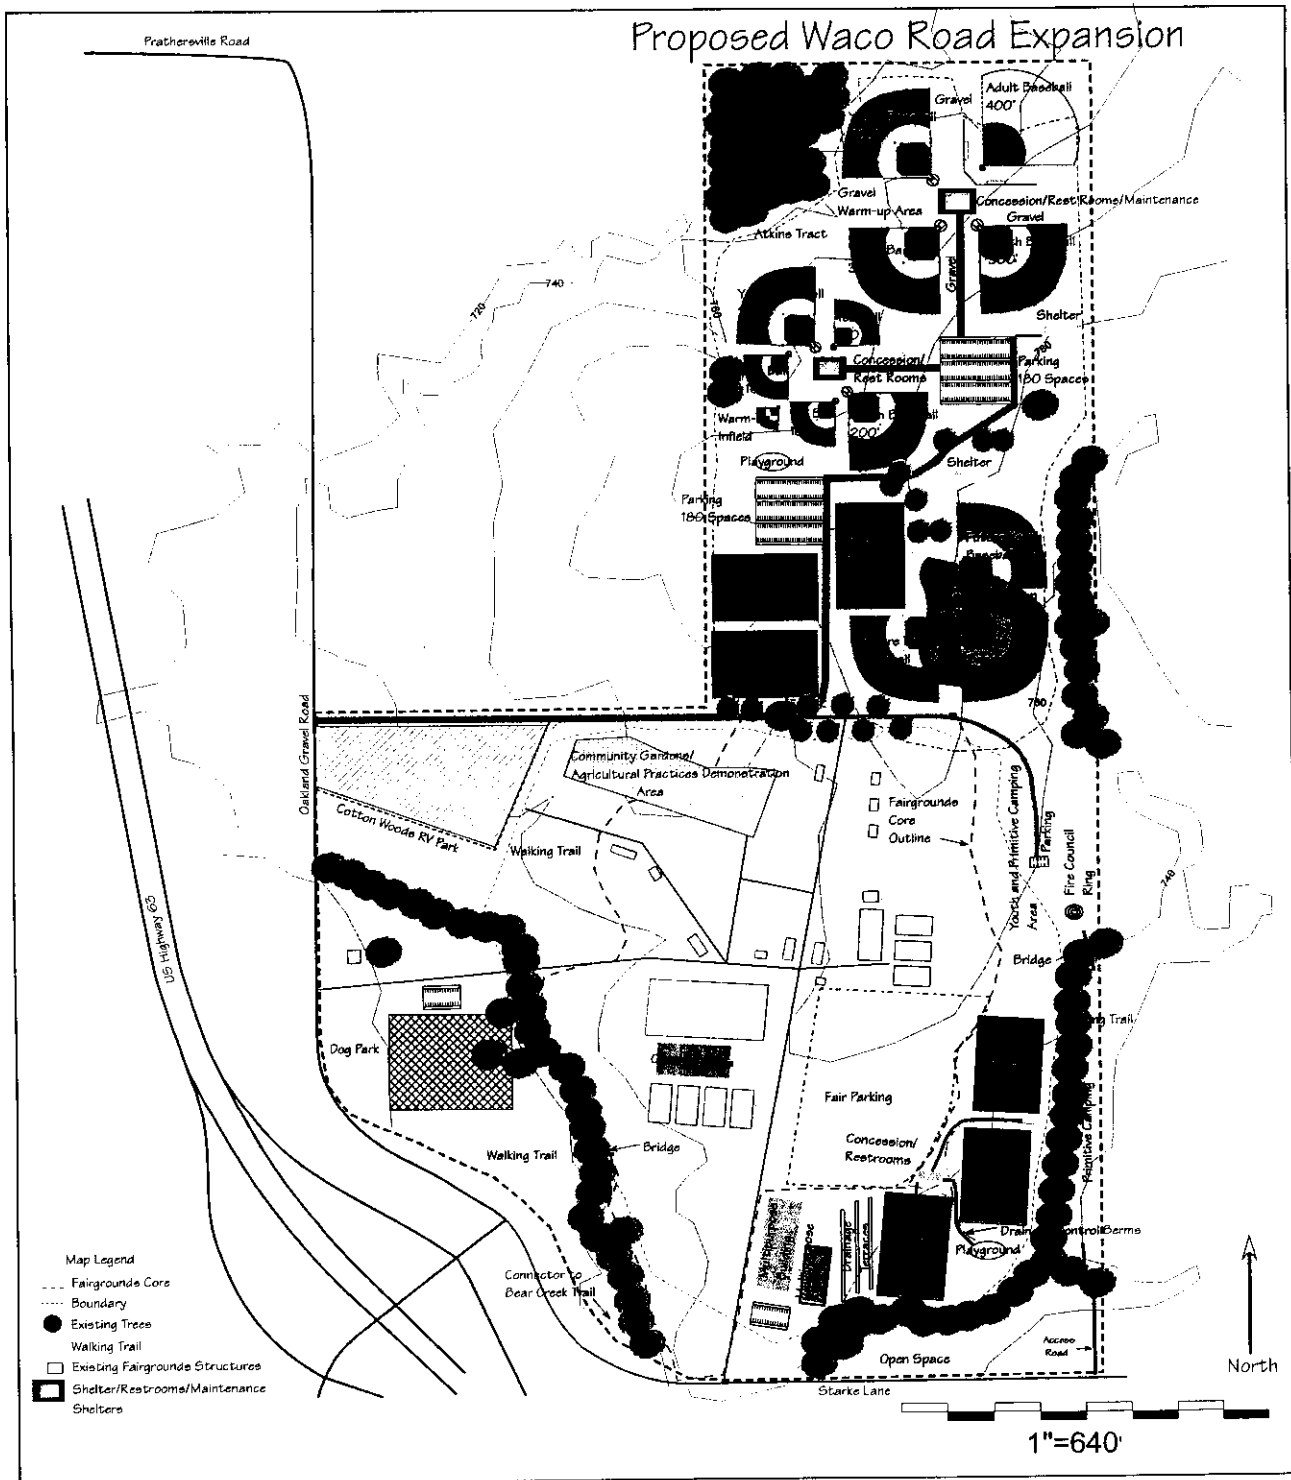 Proposed Waco Road Expansion
Prathersville Road
Adult Baseball
400'
Gravel
Gravel
Warm-up Area
Concession/Rest Rooms/Maintenance
Gravel
Atkins Tract
Gravel
740
720
760
Shelter
780
Concession/
Rest Rooms
Parking
180 Spaces
Warm-
Infield
200'
Playground
Shelter
Parking
180 Spaces
Oakland Gravel Road
760
Community Gardens/
Agricultural Practices Demonstration
Area
Fairgrounds
Core
Outline
Youth and Primitive Camping
Area
Parking
Fire Council
Ring
740
Cotton Woods RV Park
Walking Trail
US Highway 63
Bridge
Dog Park
Fair Parking
Primitive Camping
Concession/
Restrooms
Walking Trail
Bridge
Drainage
Terraces
Playground
Connector to
Bear Creek Trail
Access
Road
Open Space
Starke Lane
Map Legend
Fairgrounds Core
Boundary
Existing Trees
Walking Trail
Existing Fairgrounds Structures
Shelter/Restrooms/Maintenance
Shelters
North
1"=640'